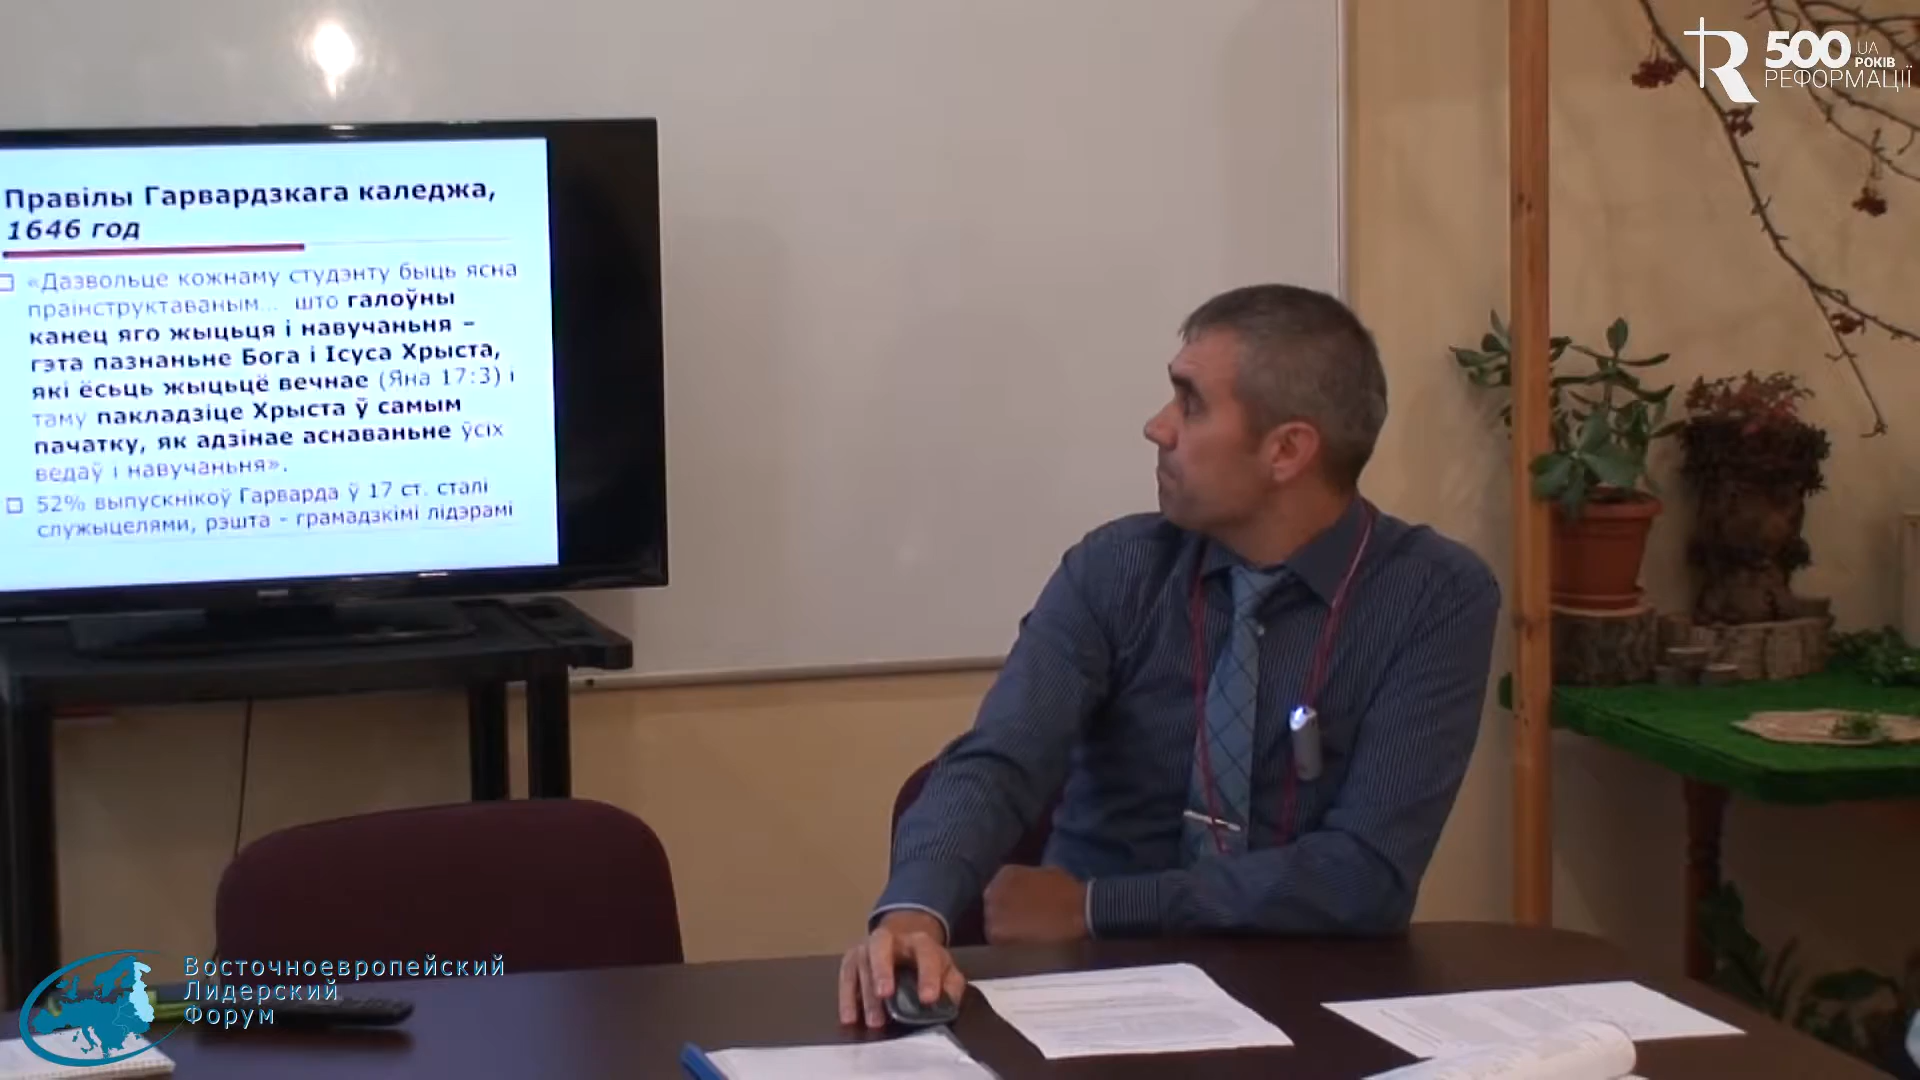 Правілы Гарвардзкага каледжа,
1646 год
«Дазвольце кожнаму студэнту быць ясна
праінструктаваным... што галоўны
канец яго жыцьця і навучаньня –
гэта пазнаньне Бога і Ісуса Хрыста,
які ёсьць жыцьцё вечнае (Яна 17:3) і
таму пакладзіце Хрыста ў самым
пачатку, як адзінае аснаваньне ўсіх
ведаў і навучаньня».
52% выпускнікоў Гарварда ў 17 ст. сталі
служыцелямі, рэшта - грамадзкімі лідэрамі
R 500 .UA
РОКІВ
РЕФОРМАЦІЇ
Восточноевропейский
Лидерский
Форум